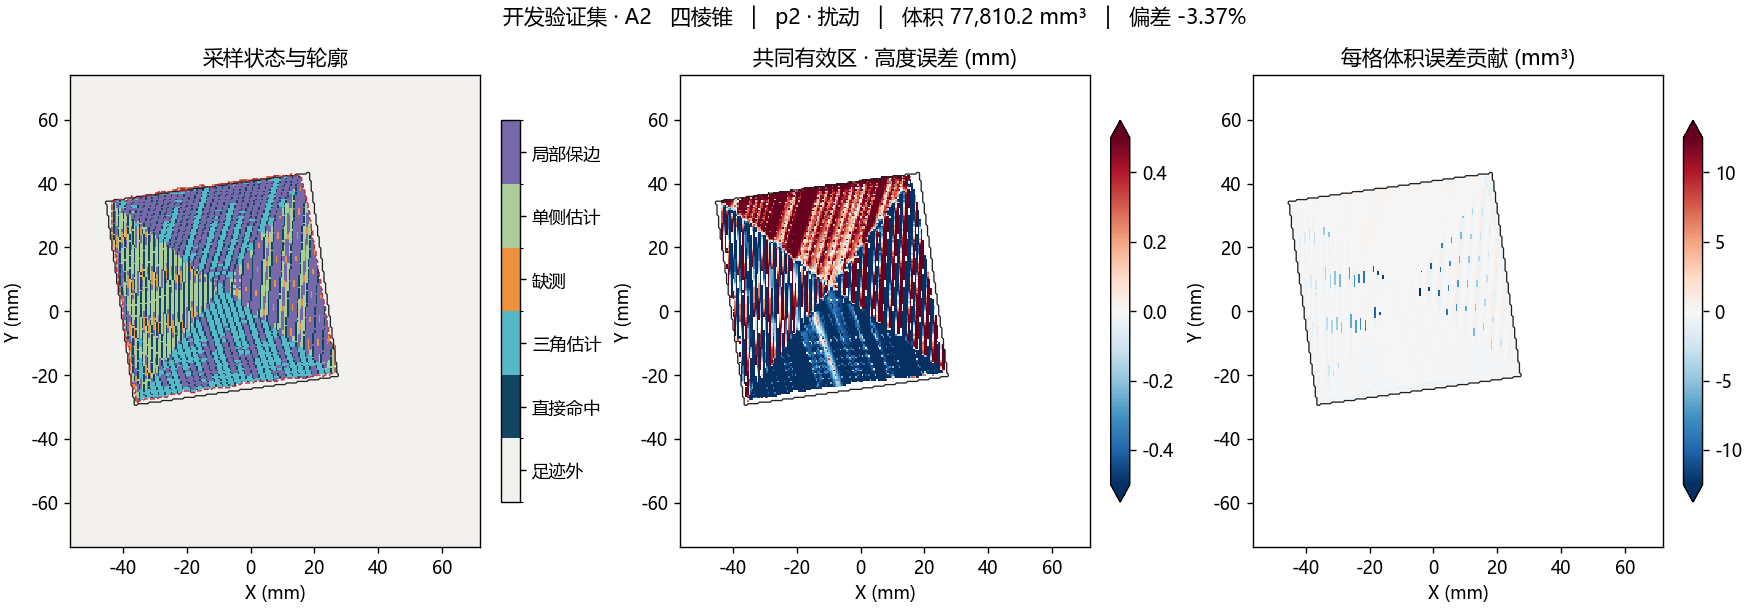 开发验证集 · A2 四棱锥 | p2 · 扰动 | 体积 77,810.2 mm³ | 偏差 -3.37%
采样状态与轮廓
共同有效区 · 高度误差 (mm)
每格体积误差贡献 (mm³)
60
40
20
0
-20
-40
-60
Y (mm)
-40 -20 0 20 40 60
X (mm)
局部保边
单侧估计
缺测
三角估计
直接命中
足迹外
60
40
20
0
-20
-40
-60
Y (mm)
-40 -20 0 20 40 60
X (mm)
0.4
0.2
0.0
-0.2
-0.4
60
40
20
0
-20
-40
-60
Y (mm)
-40 -20 0 20 40 60
X (mm)
10
5
0
-5
-10